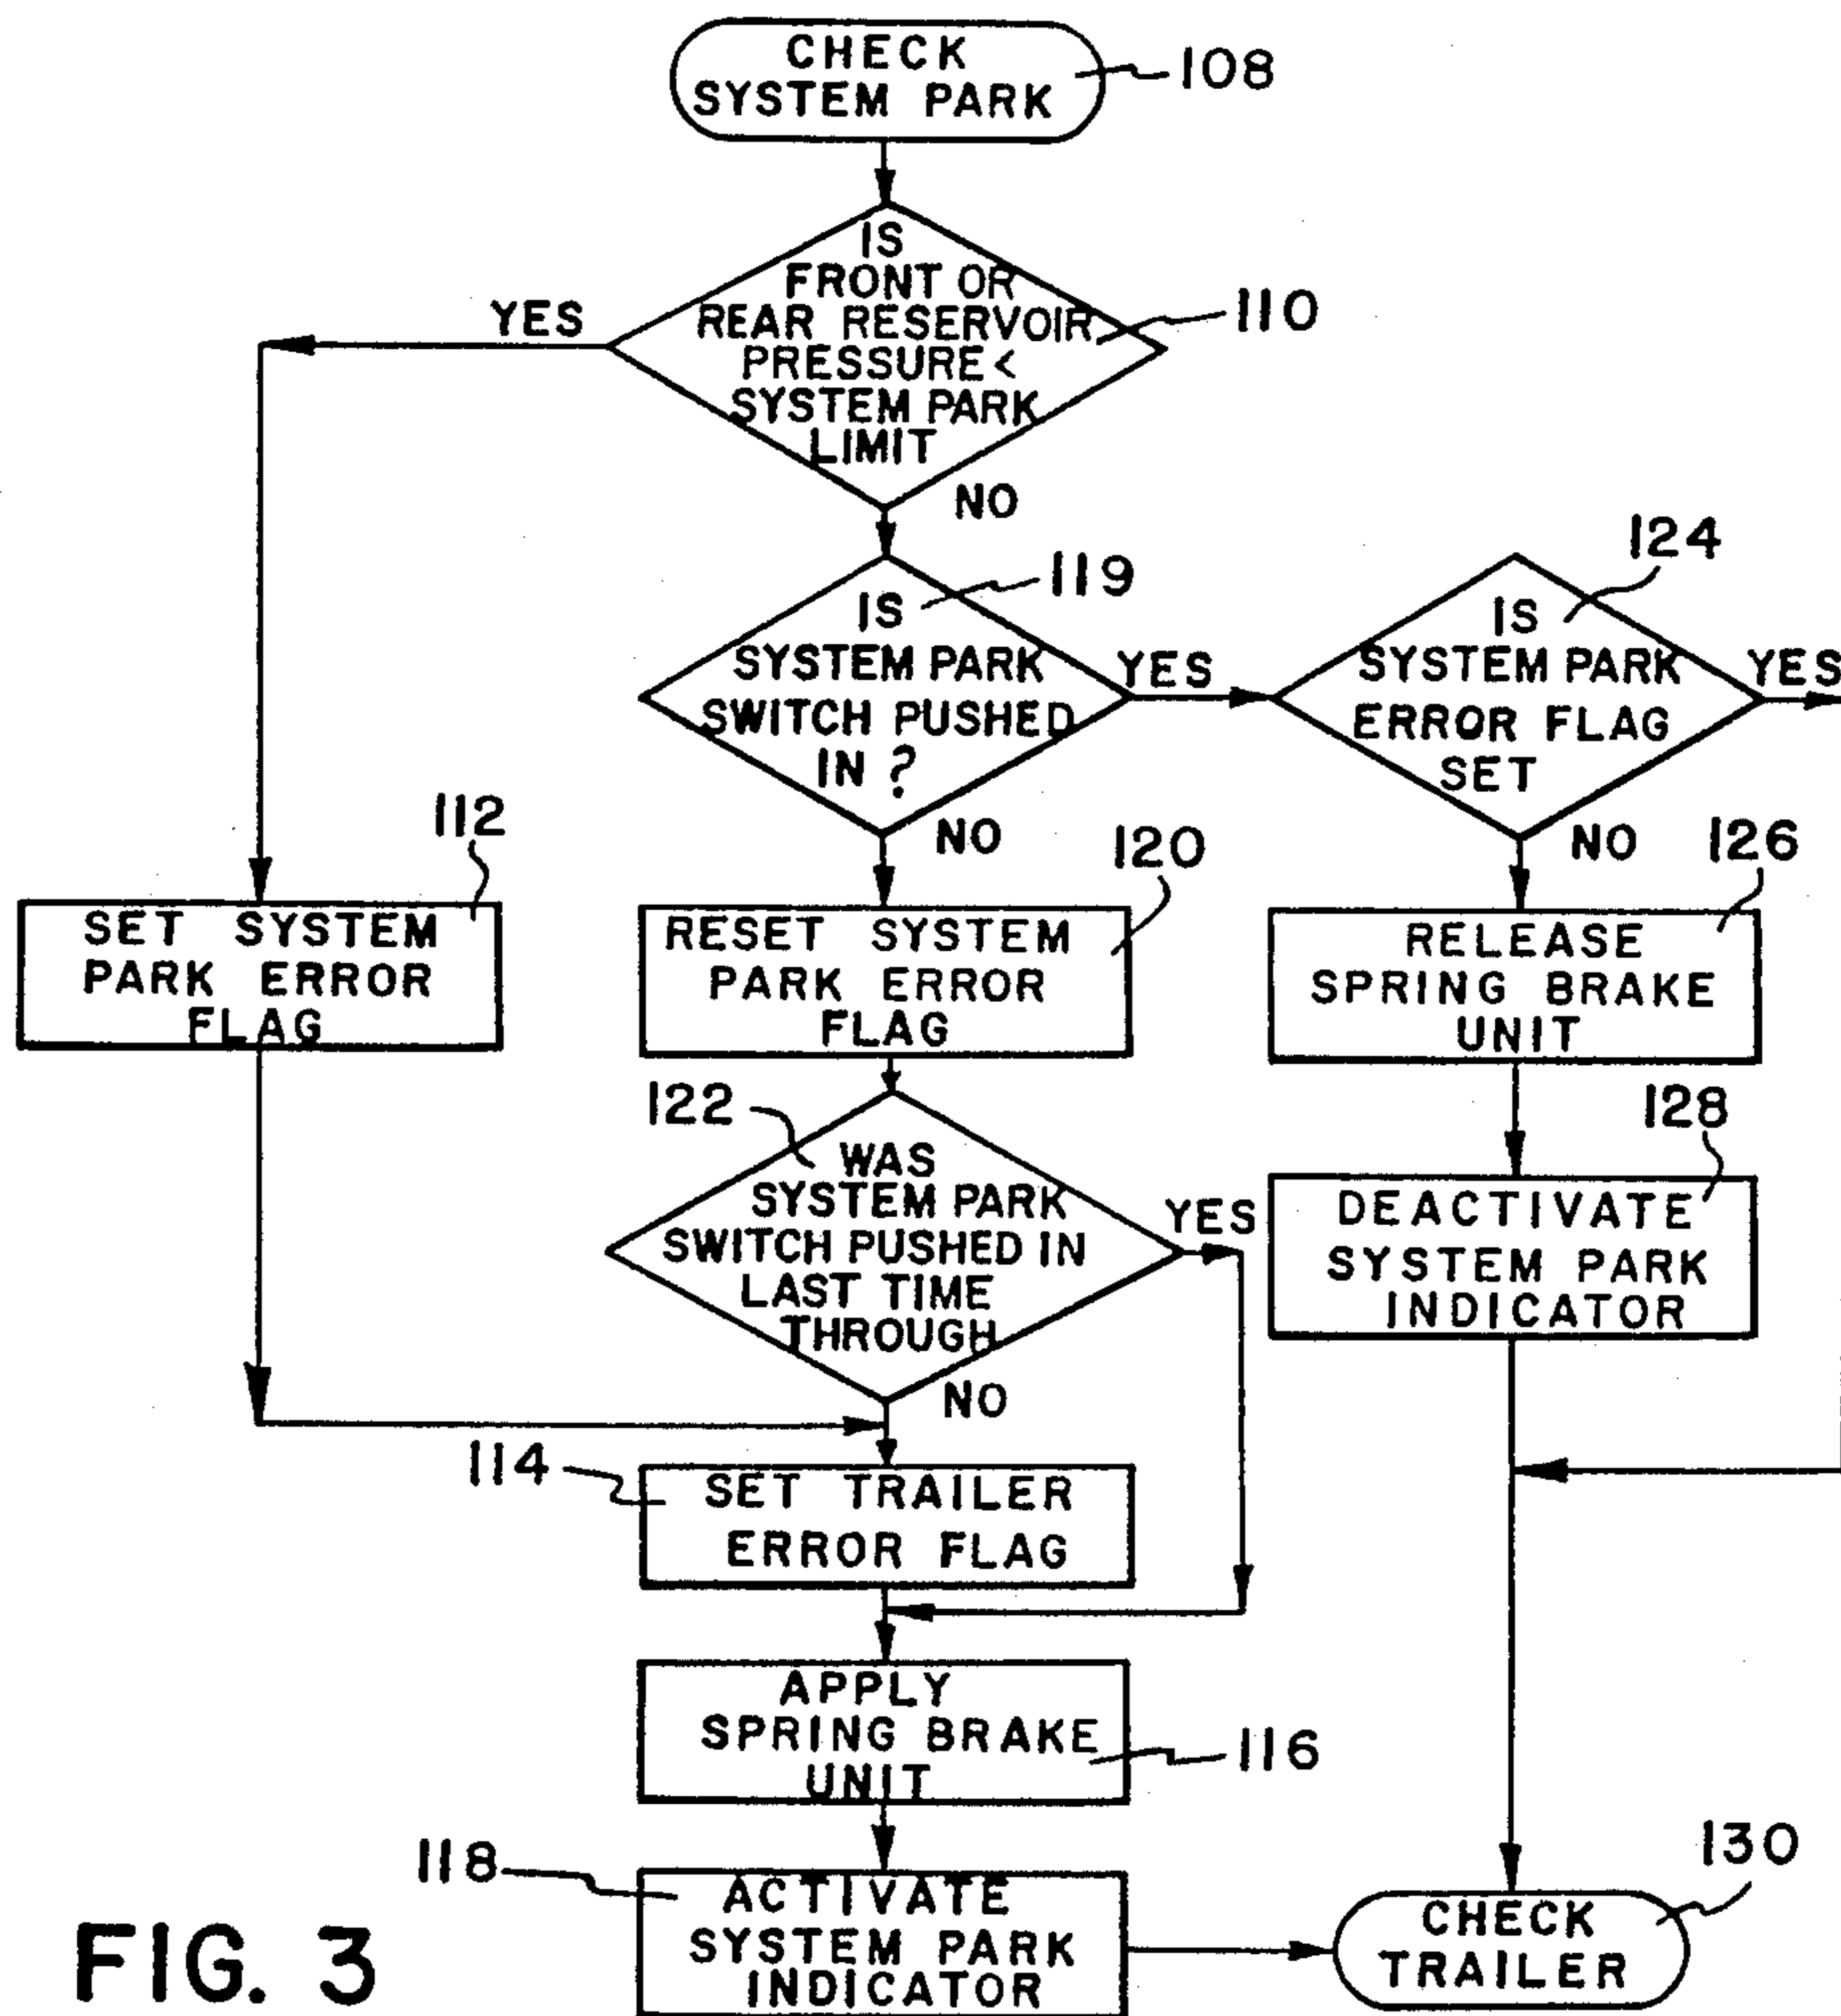 CHECK
SYSTEM PARK
108
IS
FRONT OR
REAR RESERVOIR
PRESSURE <
SYSTEM PARK
LIMIT
110
YES
NO
IS
SYSTEM PARK
SWITCH PUSHED
IN ?
119
YES
NO
IS
SYSTEM PARK
ERROR FLAG
SET
124
YES
NO
SET SYSTEM
PARK ERROR
FLAG
112
RESET SYSTEM
PARK ERROR
FLAG
120
RELEASE
SPRING BRAKE
UNIT
126
WAS
SYSTEM PARK
SWITCH PUSHED IN
LAST TIME
THROUGH
122
YES
NO
DEACTIVATE
SYSTEM PARK
INDICATOR
128
SET TRAILER
ERROR FLAG
114
APPLY
SPRING BRAKE
UNIT
116
ACTIVATE
SYSTEM PARK
INDICATOR
118
CHECK
TRAILER
130
FIG. 3